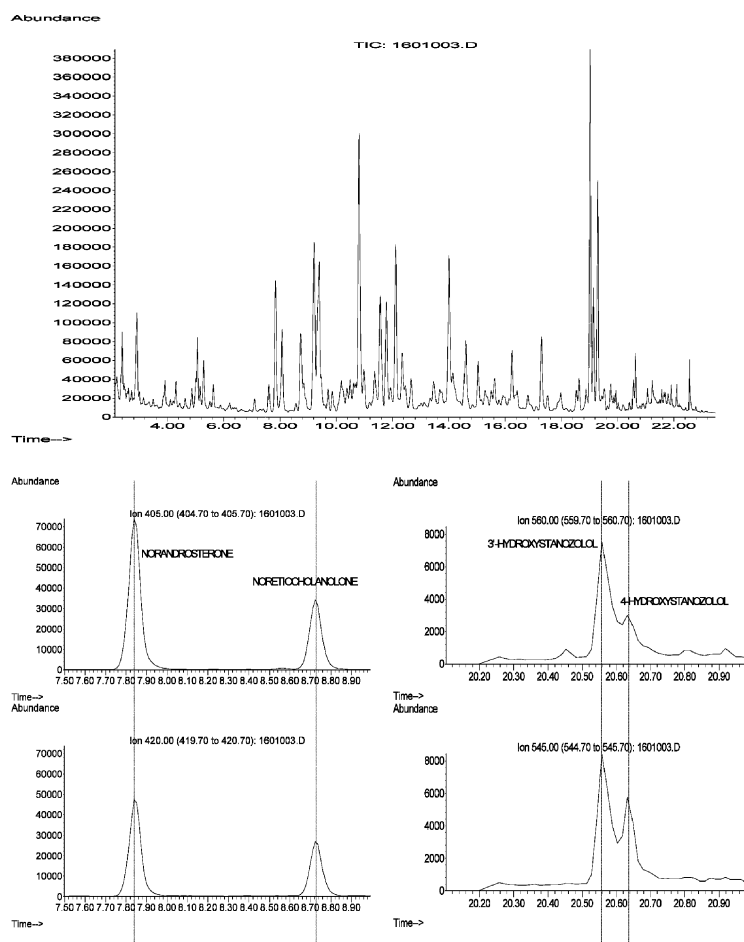 Abundance
TIC: 1601003.D
380000
360000
340000
320000
300000
280000
260000
240000
220000
200000
180000
160000
140000
120000
100000
80000
60000
40000
20000
0
4.00 6.00 8.00 10.00 12.00 14.00 16.00 18.00 20.00 22.00
Time-->
Abundance
Ion 405.00 (404.70 to 405.70): 1601003.D
70000
60000
50000
40000
30000
20000
10000
0
NORANDROSTERONE
NORETIOCHOLANOLONE
7.50 7.60 7.70 7.80 7.90 8.00 8.10 8.20 8.30 8.40 8.50 8.60 8.70 8.80 8.90
Time-->
Abundance
Ion 560.00 (559.70 to 560.70): 1601003.D
8000
6000
4000
2000
0
3'-HYDROXYSTANOZOLOL
4-HYDROXYSTANOZOLOL
20.20 20.30 20.40 20.50 20.60 20.70 20.80 20.90
Time-->
Abundance
Ion 420.00 (419.70 to 420.70): 1601003.D
70000
60000
50000
40000
30000
20000
10000
0
7.50 7.60 7.70 7.80 7.90 8.00 8.10 8.20 8.30 8.40 8.50 8.60 8.70 8.80 8.90
Time-->
Abundance
Ion 545.00 (544.70 to 545.70): 1601003.D
8000
6000
4000
2000
0
20.20 20.30 20.40 20.50 20.60 20.70 20.80 20.90
Time-->